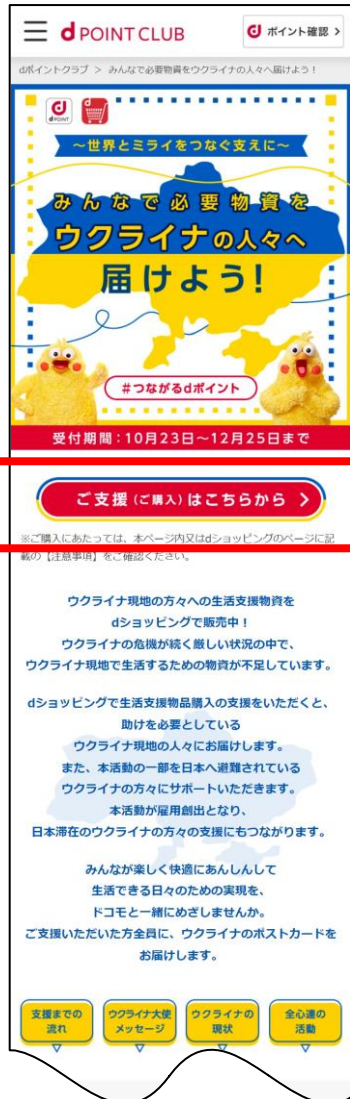 d POINT CLUB
ポイント確認 >
dポイントクラブ > みんなで必要物資をウクライナの人々へ届けよう！
d POINT
～世界とミライをつなぐ支えに～
みんなで必要物資を
ウクライナの人々へ
届けよう!
#つながるdポイント
受付期間：10月23日～12月25日まで
ご支援（ご購入）はこちらから >
※ご購入にあたっては、本ページ内又はdショッピングのページに記
載の【注意事項】をご確認ください。
ウクライナ現地の方々への生活支援物資を
dショッピングで販売中！
ウクライナの危機が続く厳しい状況の中で、
ウクライナ現地で生活するための物資が不足しています。
dショッピングで生活支援物品購入の支援をいただくと、
助けを必要としている
ウクライナ現地の人々にお届けします。
また、本活動の一部を日本へ避難されている
ウクライナの方々にサポートいただきます。
本活動が雇用創出となり、
日本滞在のウクライナの方々の支援にもつながります。
みんなが楽しく快適にあんしんして
生活できる日々のための実現を、
ドコモと一緒にめざしませんか。
ご支援いただいた方全員に、ウクライナのポストカードを
お届けします。
支援までの
流れ
ウクライナ大使
メッセージ
ウクライナの
現状
全心連の
活動